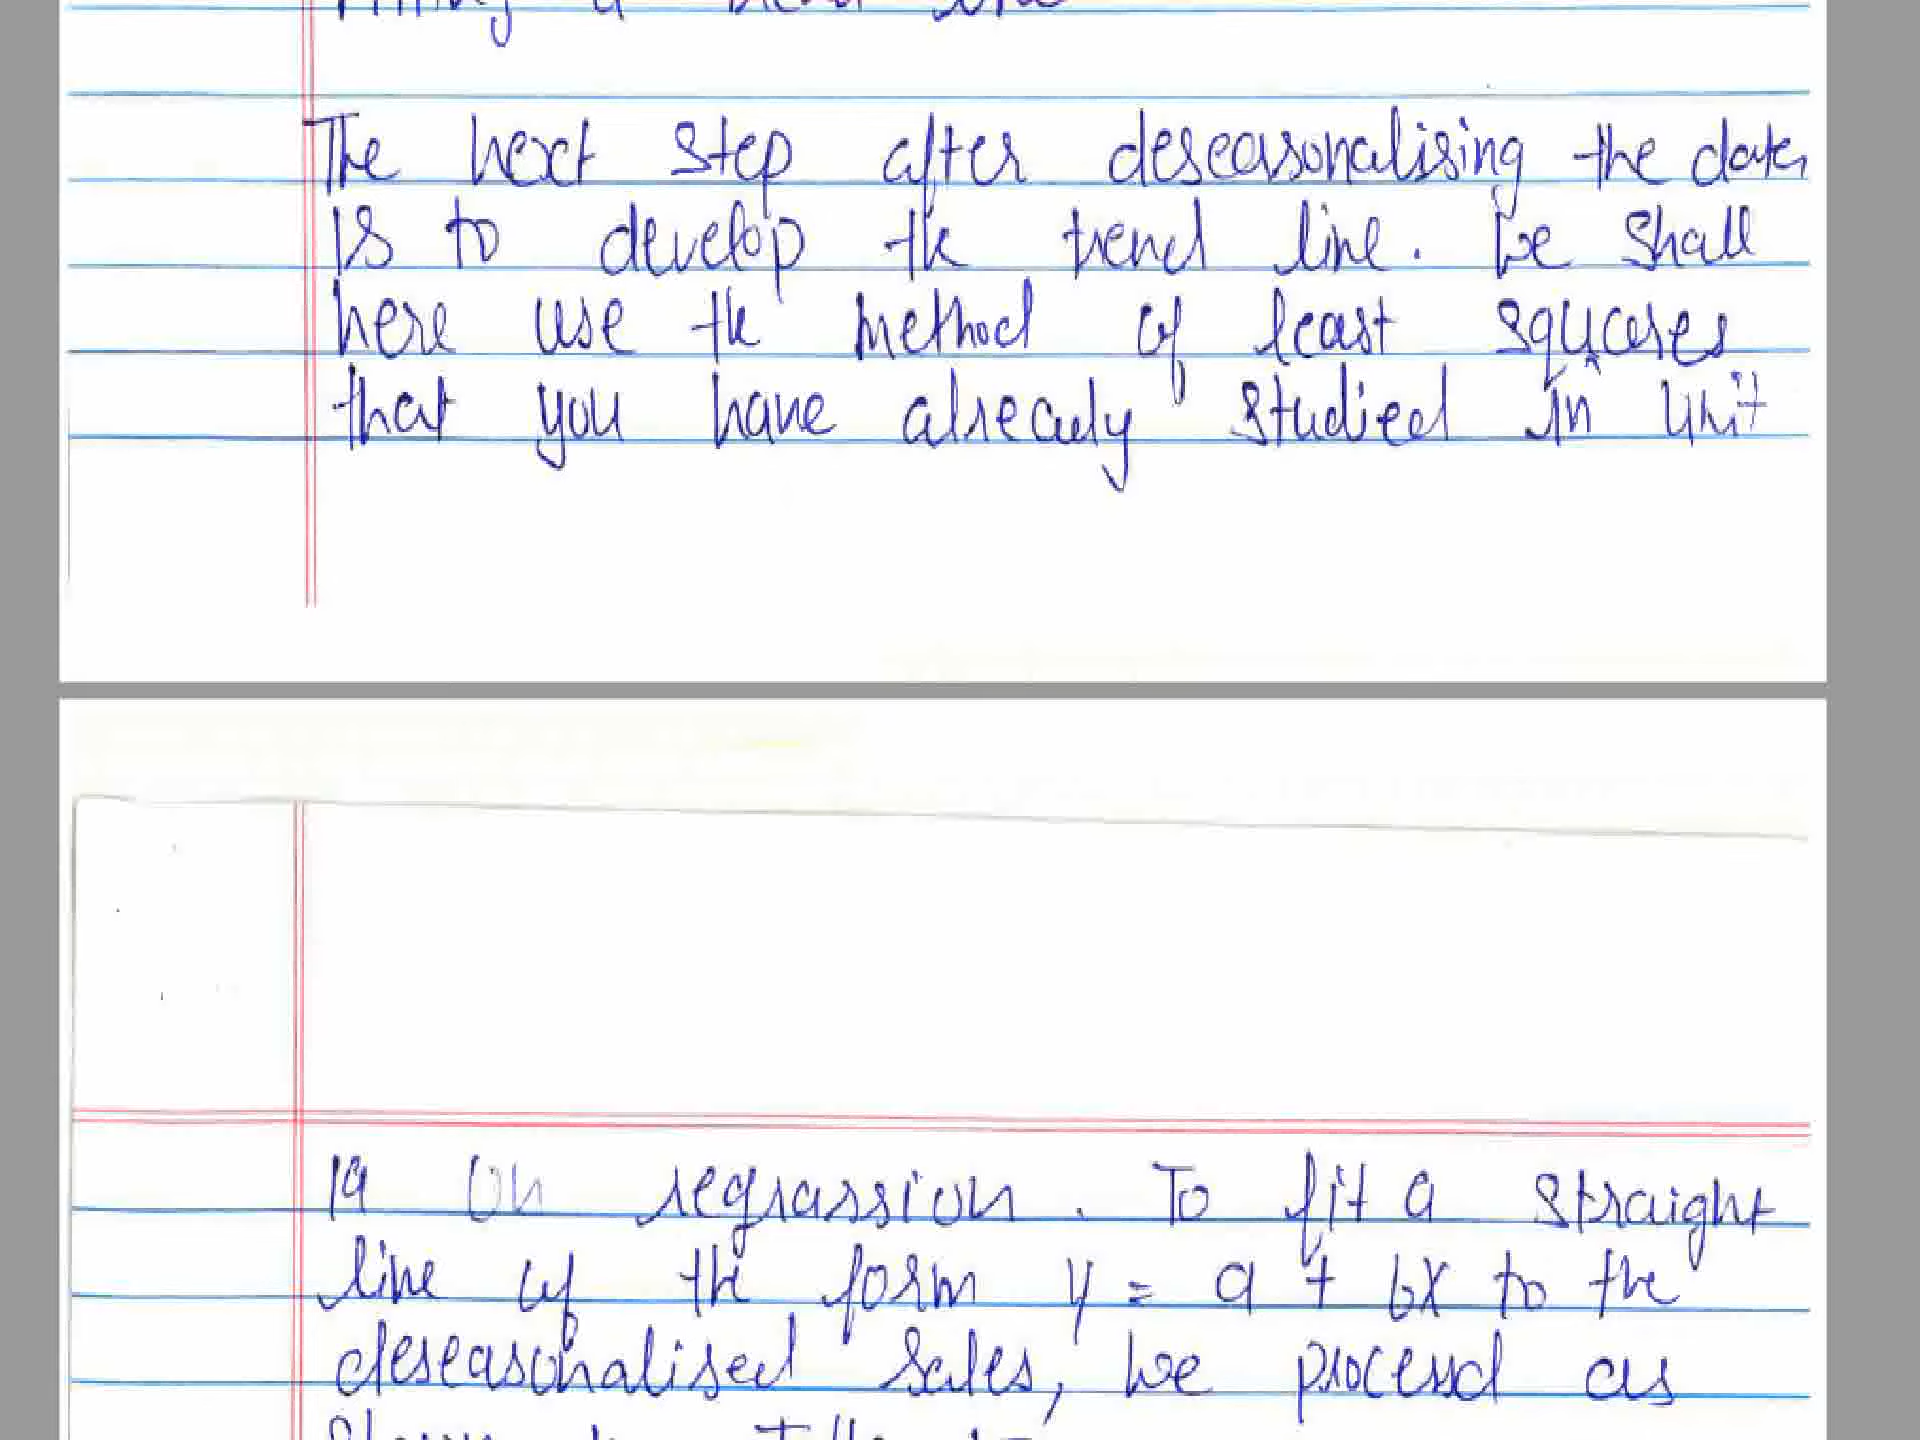 The next step after deseasonalising the data
is to develop the trend line. We shall
here use the method of least squares
that you have already studied in unit
19 On regrassion. To fit a straight
line of the form Y = a + bX to the
deseasonalised sales, we procend as